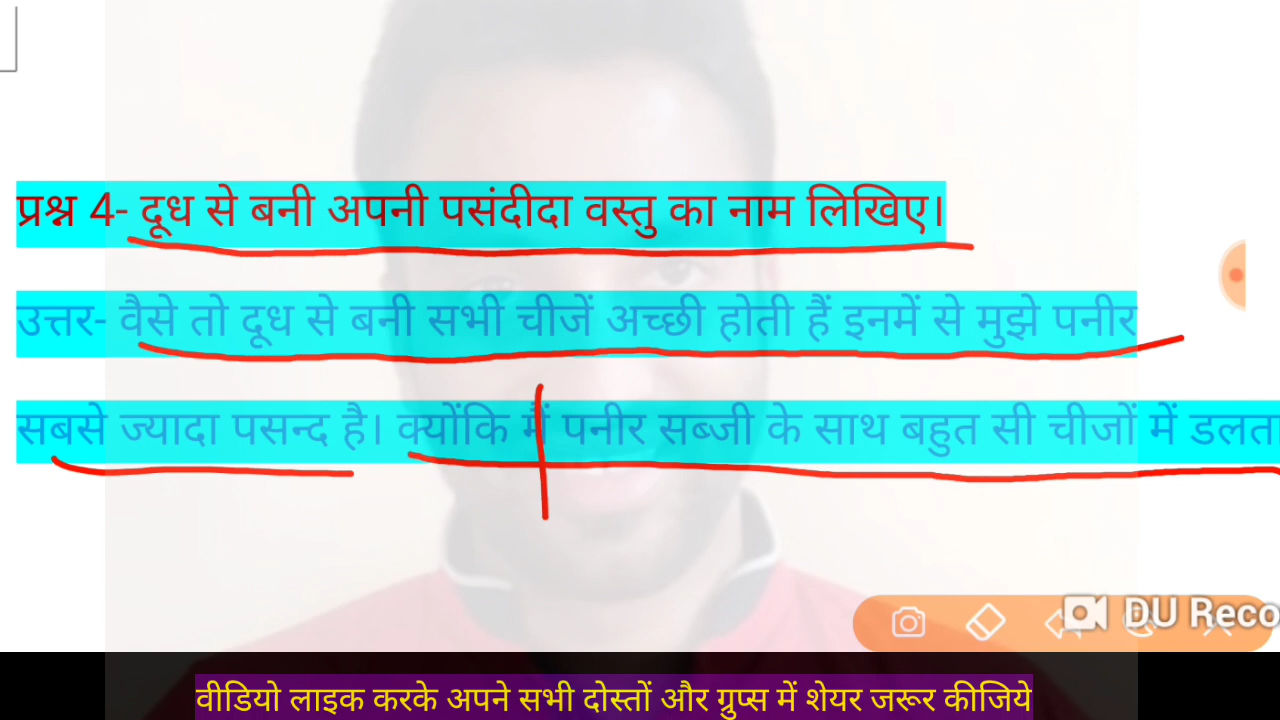 प्रश्न 4- दूध से बनी अपनी पसंदीदा वस्तु का नाम लिखिए।
उत्तर- वैसे तो दूध से बनी सभी चीजें अच्छी होती हैं इनमें से मुझे पनीर
सबसे ज्यादा पसन्द है। क्योंकि मैं पनीर सब्जी के साथ बहुत सी चीजों में डलता
DU Reco
वीडियो लाइक करके अपने सभी दोस्तों और ग्रुप्स में शेयर जरूर कीजिये